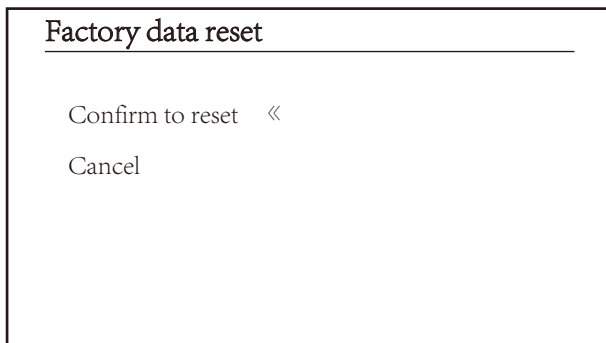 Factory data reset
Confirm to reset «
Cancel